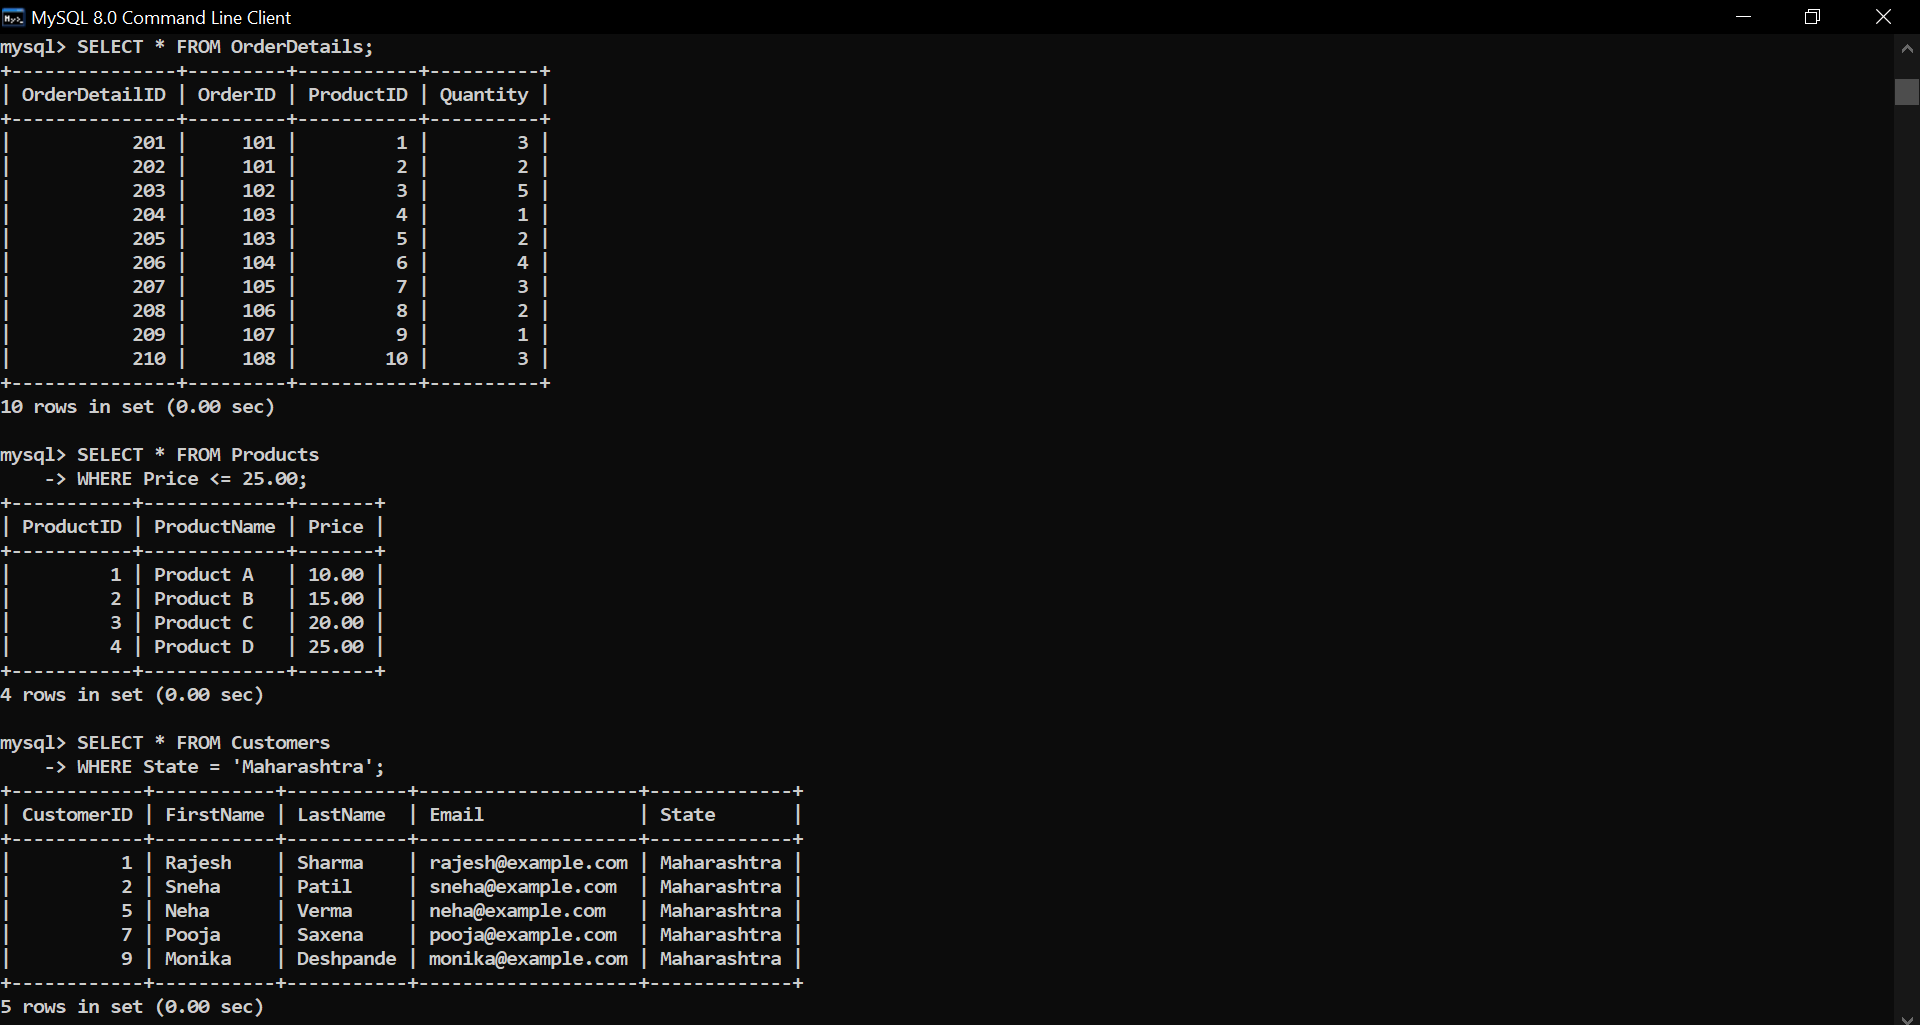 MySQL 8.0 Command Line Client
mysql> SELECT * FROM OrderDetails;
+---------------+---------+-----------+----------+
| OrderDetailID | OrderID | ProductID | Quantity |
+---------------+---------+-----------+----------+
|           201 |     101 |         1 |        3 |
|           202 |     101 |         2 |        2 |
|           203 |     102 |         3 |        5 |
|           204 |     103 |         4 |        1 |
|           205 |     103 |         5 |        2 |
|           206 |     104 |         6 |        4 |
|           207 |     105 |         7 |        3 |
|           208 |     106 |         8 |        2 |
|           209 |     107 |         9 |        1 |
|           210 |     108 |        10 |        3 |
+---------------+---------+-----------+----------+
10 rows in set (0.00 sec)

mysql> SELECT * FROM Products
    -> WHERE Price <= 25.00;
+-----------+-------------+-------+
| ProductID | ProductName | Price |
+-----------+-------------+-------+
|         1 | Product A   | 10.00 |
|         2 | Product B   | 15.00 |
|         3 | Product C   | 20.00 |
|         4 | Product D   | 25.00 |
+-----------+-------------+-------+
4 rows in set (0.00 sec)

mysql> SELECT * FROM Customers
    -> WHERE State = 'Maharashtra';
+------------+-----------+-----------+--------------------+-------------+
| CustomerID | FirstName | LastName  | Email              | State       |
+------------+-----------+-----------+--------------------+-------------+
|          1 | Rajesh    | Sharma    | rajesh@example.com | Maharashtra |
|          2 | Sneha     | Patil     | sneha@example.com  | Maharashtra |
|          5 | Neha      | Verma     | neha@example.com   | Maharashtra |
|          7 | Pooja     | Saxena    | pooja@example.com  | Maharashtra |
|          9 | Monika    | Deshpande | monika@example.com | Maharashtra |
+------------+-----------+-----------+--------------------+-------------+
5 rows in set (0.00 sec)